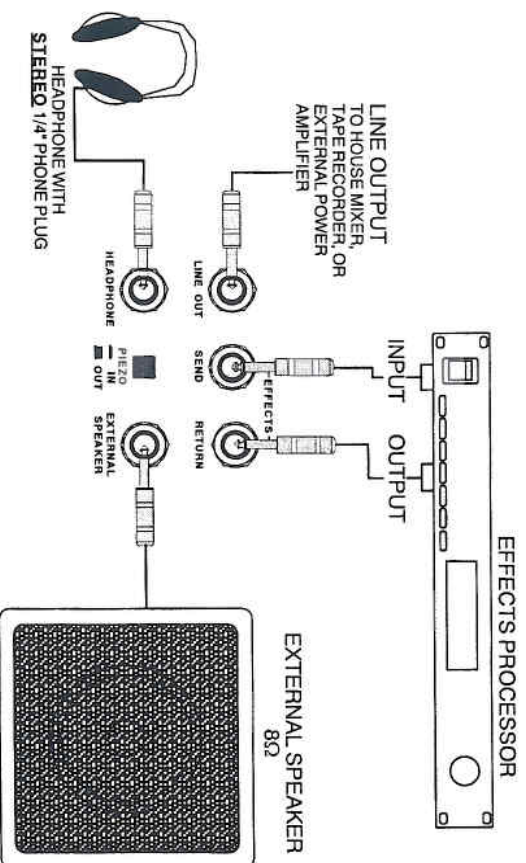 EFFECTS PROCESSOR
INPUT
OUTPUT
LINE OUTPUT
TO HOUSE MIXER,
TAPE RECORDER, OR
EXTERNAL POWER
AMPLIFIER
EFFECTS
LINE OUT
SEND
RETURN
HEADPHONE
PIEZO
IN
OUT
EXTERNAL
SPEAKER
HEADPHONE WITH
STEREO 1/4" PHONE PLUG
EXTERNAL SPEAKER
8Ω